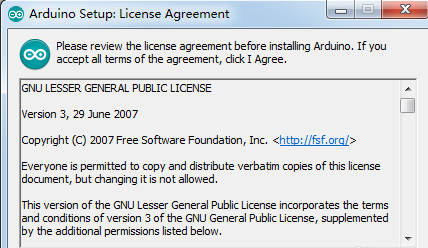 Arduino Setup: License Agreement
Please review the license agreement before installing Arduino. If you
accept all terms of the agreement, click I Agree.
GNU LESSER GENERAL PUBLIC LICENSE
Version 3, 29 June 2007
Copyright (C) 2007 Free Software Foundation, Inc. <http://fsf.org/>
Everyone is permitted to copy and distribute verbatim copies of this license
document, but changing it is not allowed.
This version of the GNU Lesser General Public License incorporates the terms
and conditions of version 3 of the GNU General Public License, supplemented
by the additional permissions listed below.